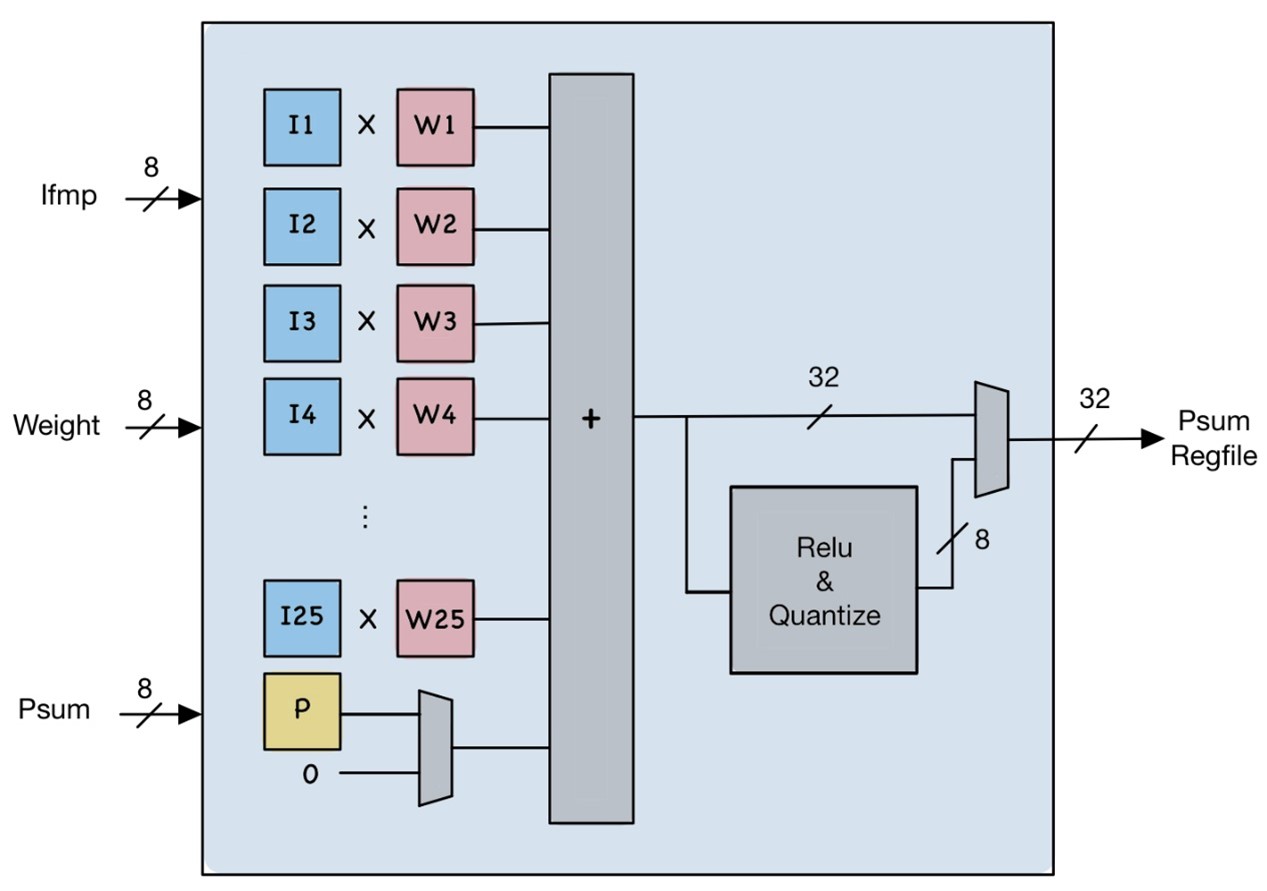 I1 X W1
8
Ifmp
I2 X W2
I3 X W3
8
Weight
I4 X W4
+
32
32
Psum
Regfile
⋮
8
Relu
&
Quantize
I25 X W25
8
Psum
P
0